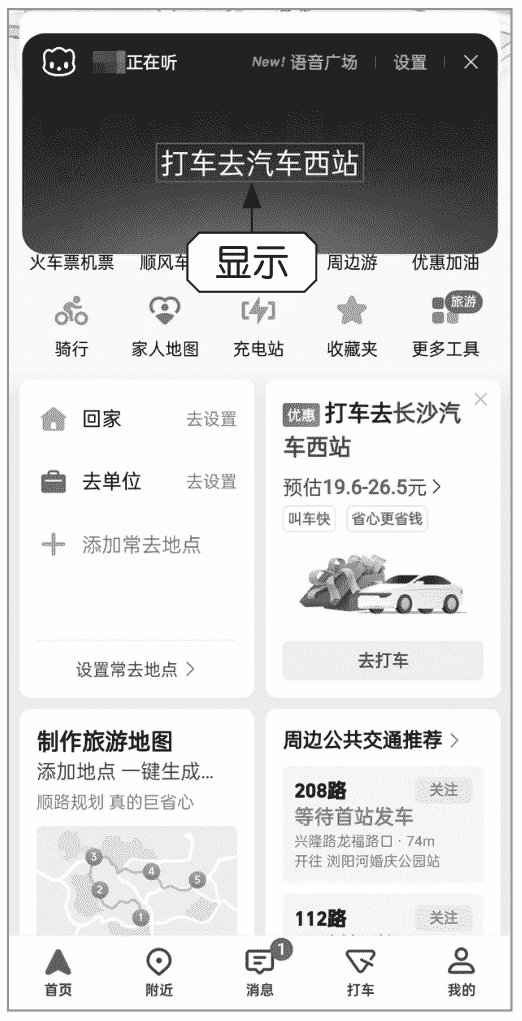 正在听 New! 语音广场 设置
打车去汽车西站
显示
火车票机票 顺风车 周边游 优惠加油
旅游
骑行 家人地图 充电站 收藏夹 更多工具
回家 去设置
去单位 去设置
添加常去地点
设置常去地点
优惠 打车去长沙汽
车西站
预估19.6-26.5元
叫车快 省心更省钱
去打车
制作旅游地图
添加地点 一键生成...
顺路规划 真的巨省心
3
4
5
2
1
周边公共交通推荐
208路 关注
等待首站发车
兴隆路龙福路口 · 74m
开往 浏阳河婚庆公园站
112路 关注
1
首页 附近 消息 打车 我的